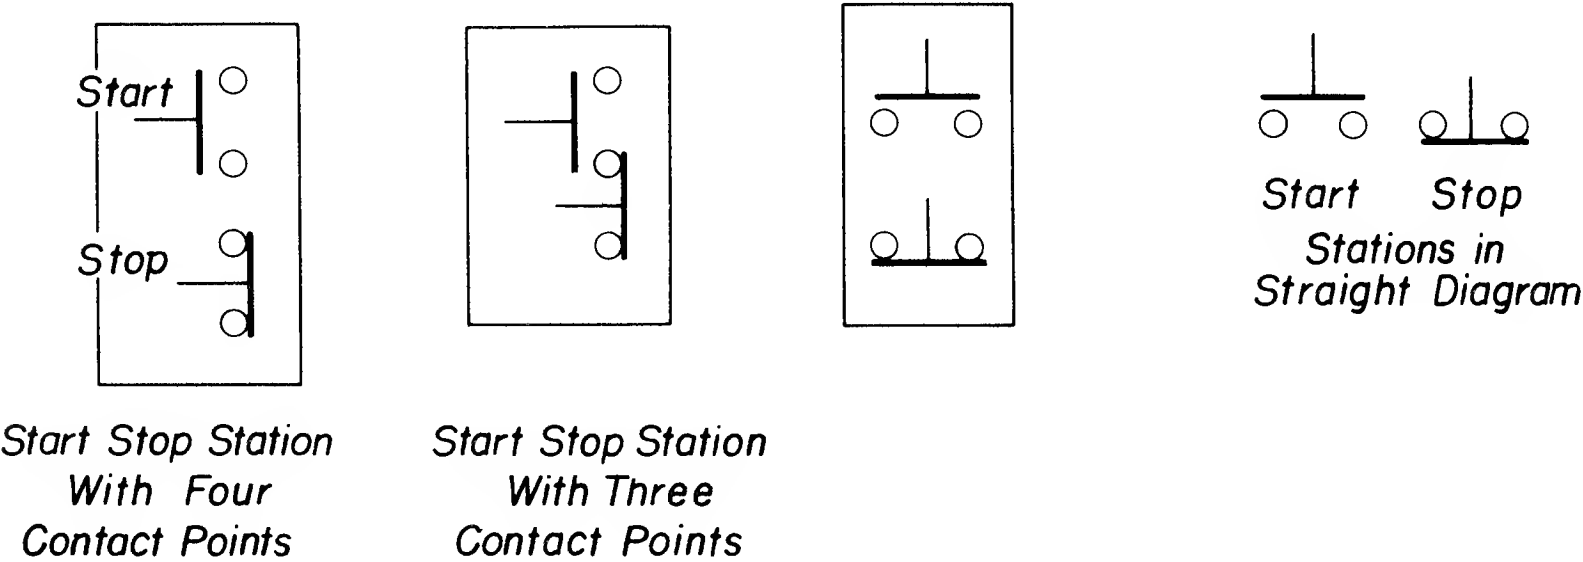 Start
Stop
Start Stop Station
With Four
Contact Points
Start Stop Station
With Three
Contact Points
Start Stop
Stations in
Straight Diagram